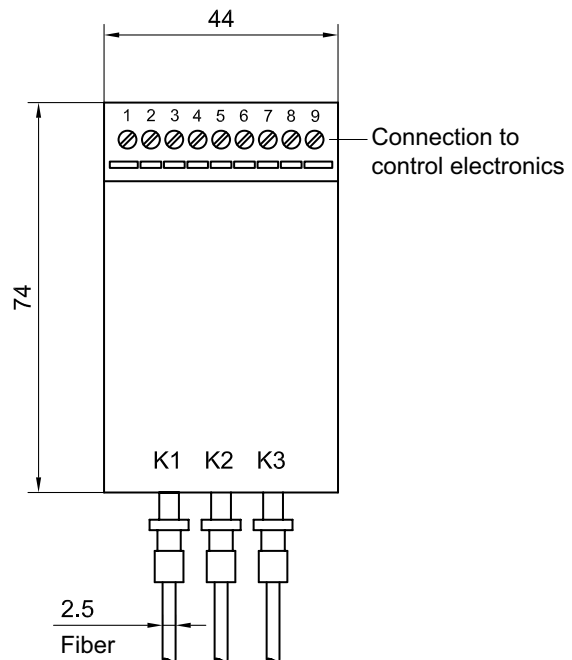 44
1 2 3 4 5 6 7 8 9
Connection to
control electronics
74
K1 K2 K3
2.5
Fiber